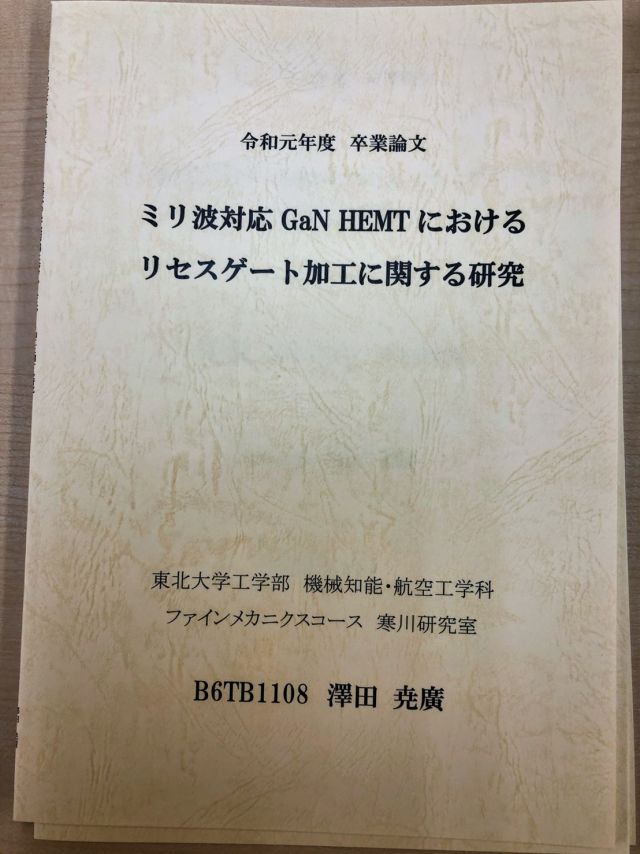 令和元年度 卒業論文
ミリ波対応 GaN HEMT における
リセスゲート加工に関する研究
東北大学工学部 機械知能・航空工学科
ファインメカニクスコース 寒川研究室
B6TB1108 澤田 尭廣